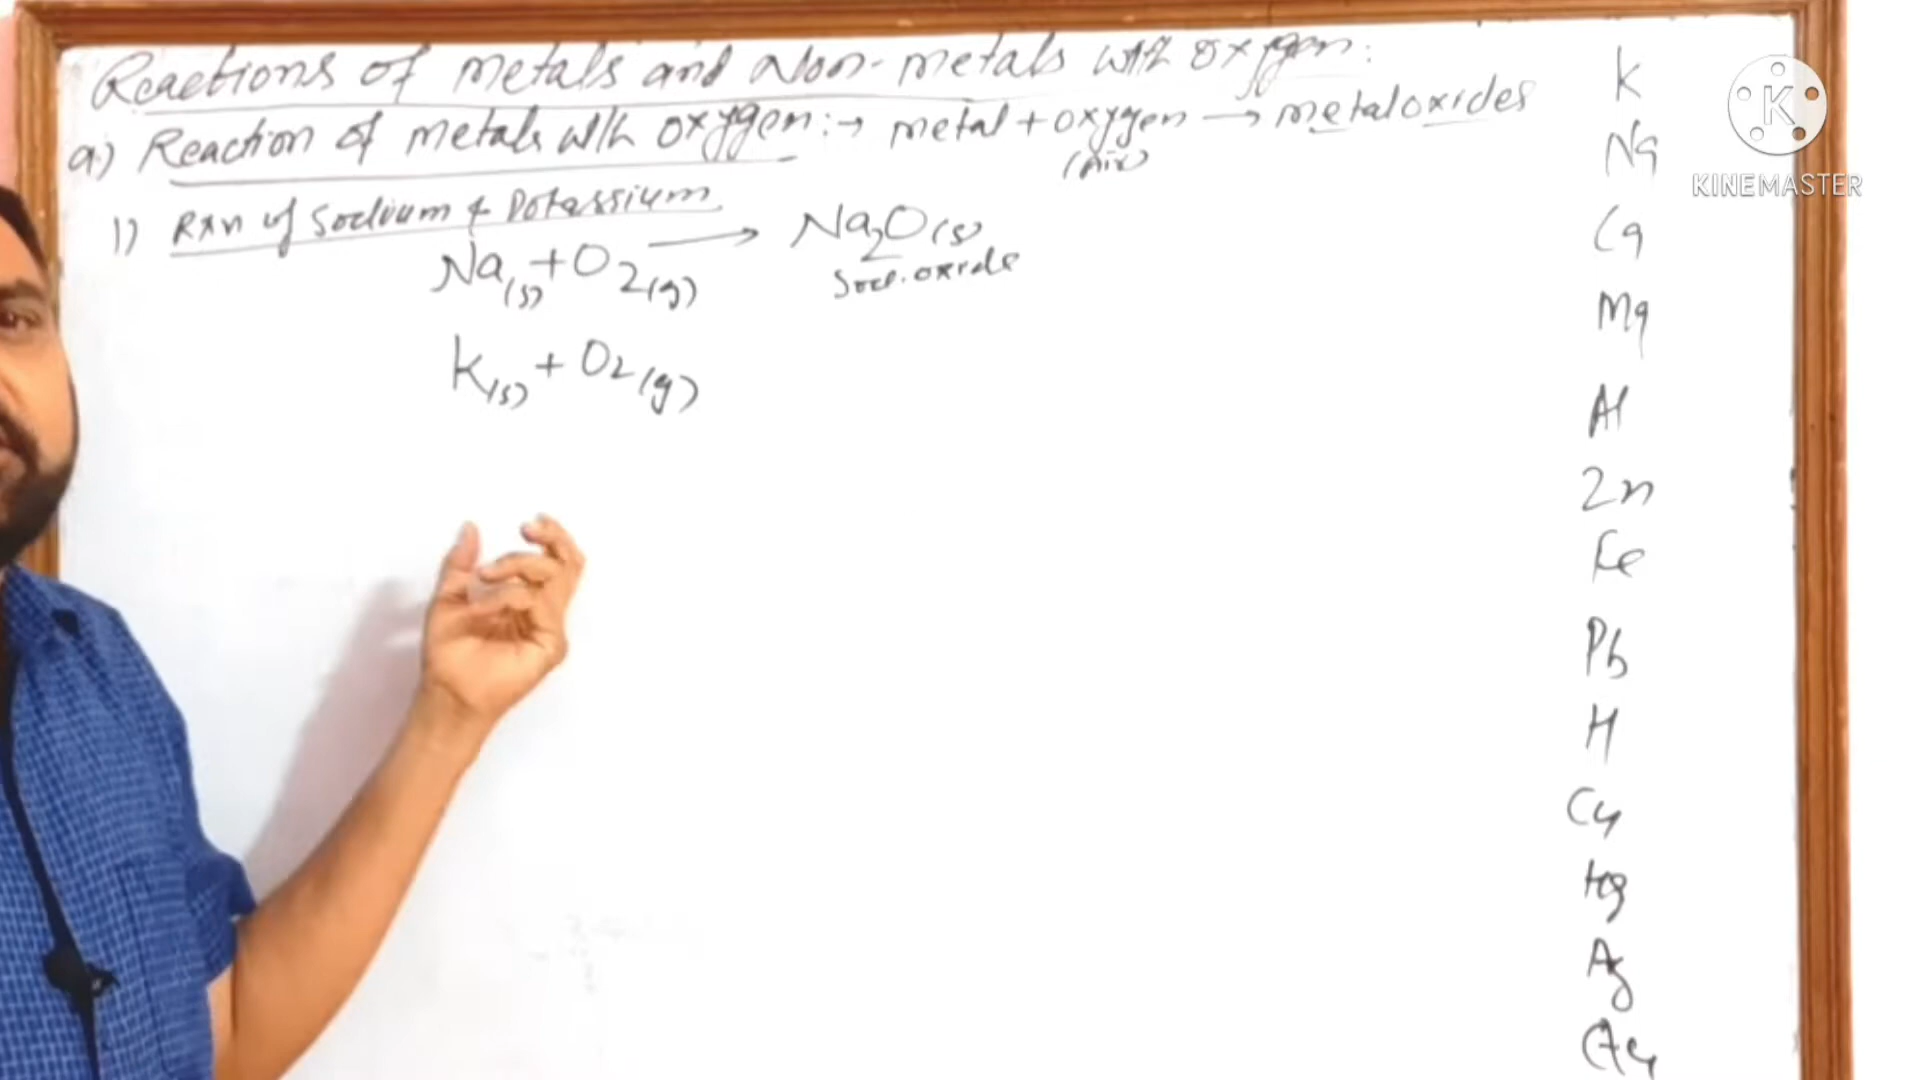 Reactions of metals and Non-metals with oxygen:
a.) Reaction of metals with oxygen:→ metal + oxygen → metaloxides
(Air)
1) Rxn of Sodium & Potassium
Na(s) + O2(g) → Na2O(s)
Sod. oxide
K(s) + O2(g)
K
Na
Ca
Mg
Al
Zn
Fe
Pb
H
Cu
Hg
Ag
Au
K
KINEMASTER